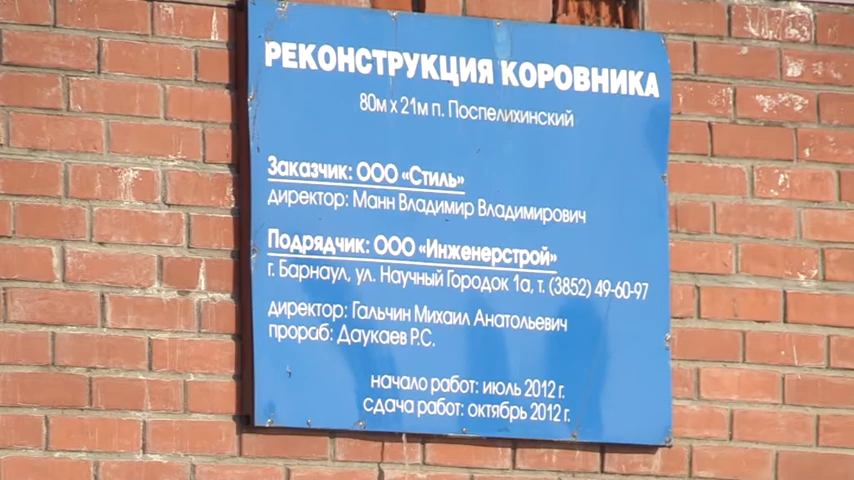 РЕКОНСТРУКЦИЯ КОРОВНИКА
80м х 21м п. Поспелихинский
Заказчик: ООО «Стиль»
директор: Манн Владимир Владимирович
Подрядчик: ООО «Инженерстрой»
г. Барнаул, ул. Научный Городок 1а, т. (3852) 49-60-97
директор: Гальчин Михаил Анатольевич
прораб: Даукаев Р.С.
начало работ: июль 2012 г.
сдача работ: октябрь 2012 г.